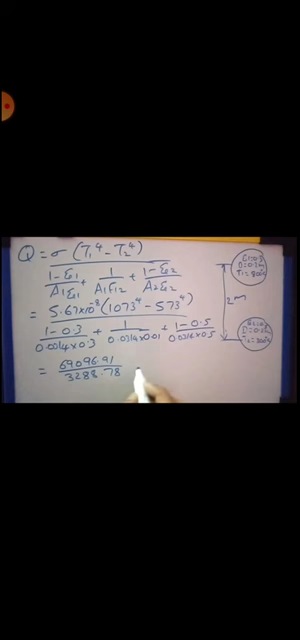 Q = σ (T₁⁴ - T₂⁴)
1-ε₁ + 1 + 1-ε₂
A₁ε₁ A₁F₁₂ A₂ε₂
= 5.67×10⁻⁸ (1073⁴ - 573⁴)
1-0.3 + 1 + 1-0.5
0.0314×0.3 0.0314×0.01 0.0314×0.5
= 69096.91
3288.78
2m